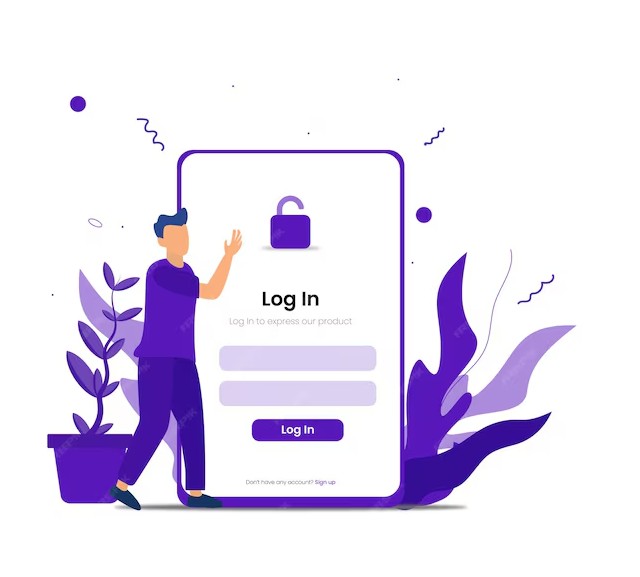 Log In
Log In to express our product
Log In
Don't have any account? Sign up